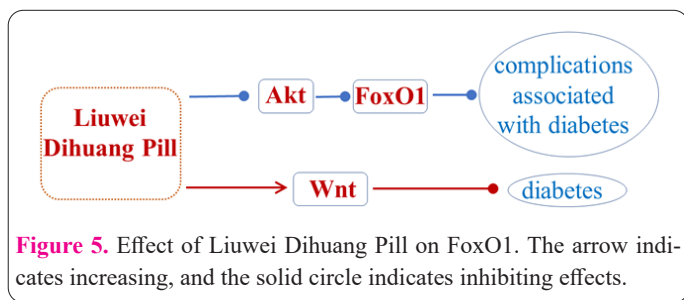 complications
associated
with diabetes
Liuwei
Dihuang Pill
Akt
FoxO1
Wnt
diabetes
Figure 5. Effect of Liuwei Dihuang Pill on FoxO1. The arrow indi-
cates increasing, and the solid circle indicates inhibiting effects.